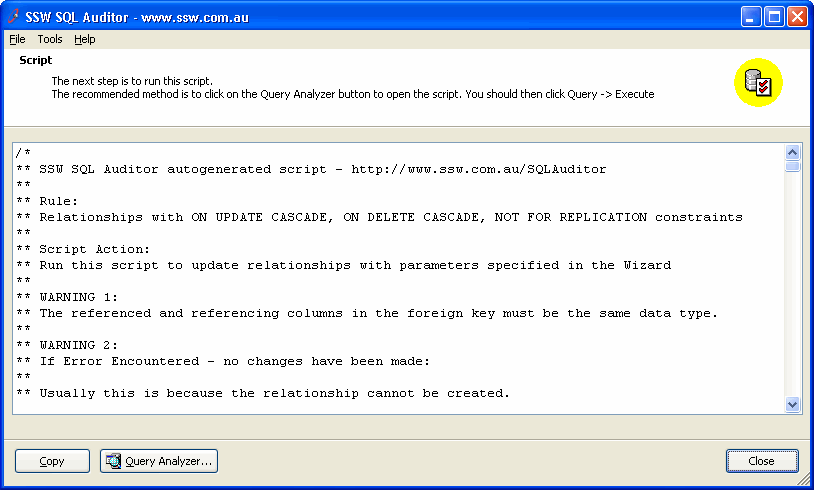 SSW SQL Auditor - www.ssw.com.au
File Tools Help
Script
The next step is to run this script.
The recommended method is to click on the Query Analyzer button to open the script. You should then click Query -> Execute
/*
** SSW SQL Auditor autogenerated script - http://www.ssw.com.au/SQLAuditor
**
** Rule:
** Relationships with ON UPDATE CASCADE, ON DELETE CASCADE, NOT FOR REPLICATION constraints
**
** Script Action:
** Run this script to update relationships with parameters specified in the Wizard
**
** WARNING 1:
** The referenced and referencing columns in the foreign key must be the same data type.
**
** WARNING 2:
** If Error Encountered - no changes have been made:
**
** Usually this is because the relationship cannot be created.
Copy Query Analyzer... Close